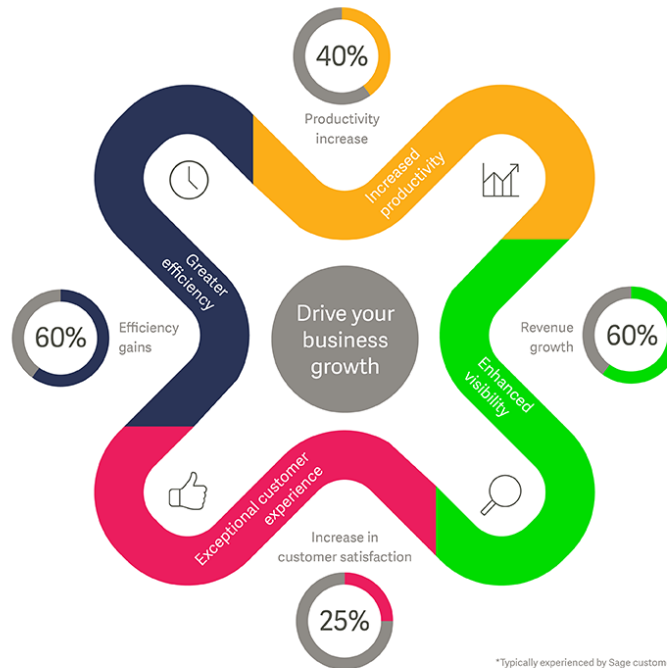 40%
Productivity
increase
Increased
productivity
Greater
efficiency
60%
Efficiency
gains
Drive your
business
growth
Revenue
growth
60%
Enhanced
visibility
Exceptional customer
experience
Increase in
customer satisfaction
25%
*Typically experienced by Sage custom